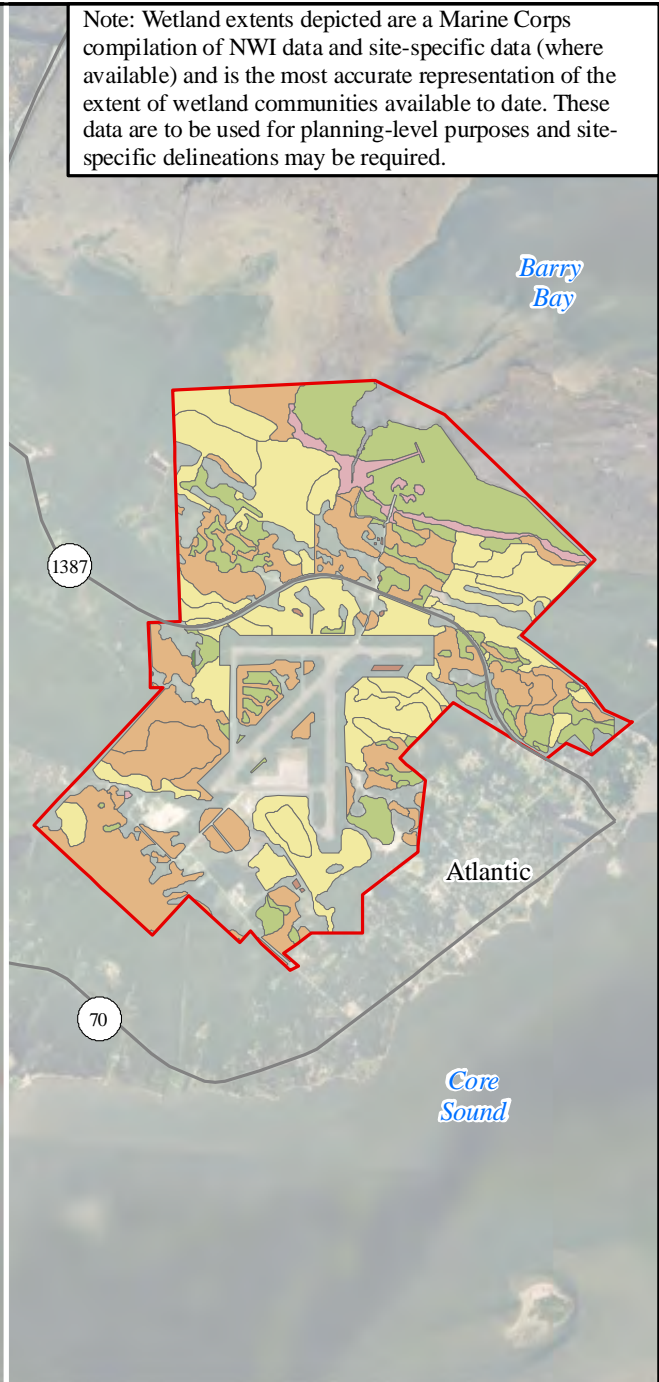 Note: Wetland extents depicted are a Marine Corps
compilation of NWI data and site-specific data (where
available) and is the most accurate representation of the
extent of wetland communities available to date. These
data are to be used for planning-level purposes and site-
specific delineations may be required.
Barry
Bay
1387
Atlantic
70
Core
Sound